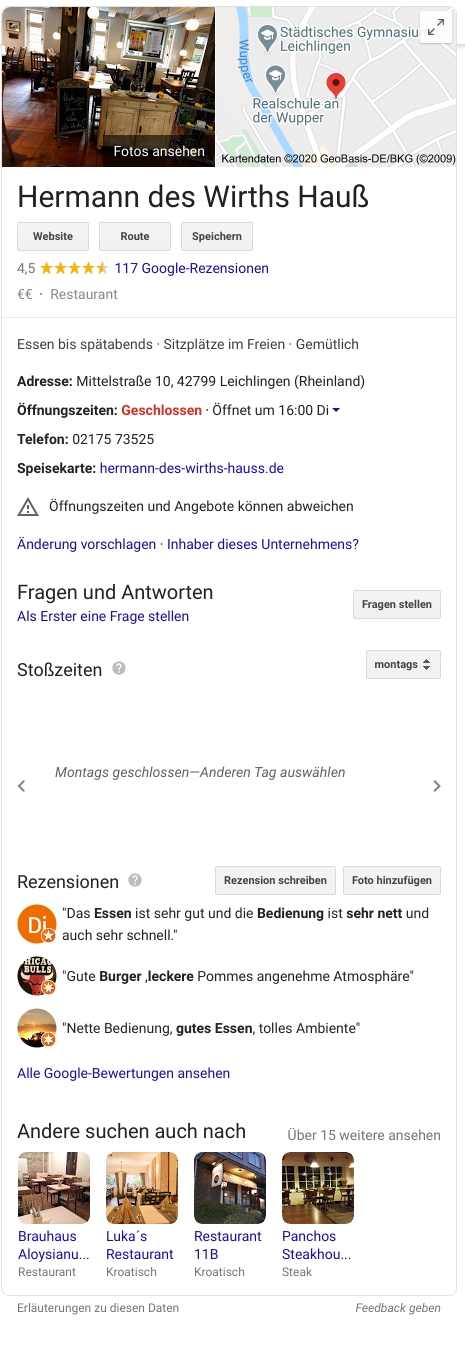 Städtisches Gymnasiu
Leichlingen
Wupper
Realschule an
der Wupper
Fotos ansehen
Kartendaten ©2020 GeoBasis-DE/BKG (©2009)
Hermann des Wirths Hauß
Website Route Speichern
4,5 117 Google-Rezensionen
€€ · Restaurant
Essen bis spätabends · Sitzplätze im Freien · Gemütlich
Adresse: Mittelstraße 10, 42799 Leichlingen (Rheinland)
Öffnungszeiten: Geschlossen · Öffnet um 16:00 Di
Telefon: 02175 73525
Speisekarte: hermann-des-wirths-hauss.de
Öffnungszeiten und Angebote können abweichen
Änderung vorschlagen · Inhaber dieses Unternehmens?
Fragen und Antworten
Fragen stellen
Als Erster eine Frage stellen
Stoßzeiten ? montags
Montags geschlossen—Anderen Tag auswählen
Rezensionen ? Rezension schreiben Foto hinzufügen
Di
"Das Essen ist sehr gut und die Bedienung ist sehr nett und
auch sehr schnell."
CHICAGO
BULLS
"Gute Burger ,leckere Pommes angenehme Atmosphäre"
"Nette Bedienung, gutes Essen, tolles Ambiente"
Alle Google-Bewertungen ansehen
Andere suchen auch nach Über 15 weitere ansehen
Brauhaus
Aloysianu...
Restaurant
Luka´s
Restaurant
Kroatisch
Restaurant
11B
Kroatisch
Panchos
Steakhou...
Steak
Erläuterungen zu diesen Daten Feedback geben